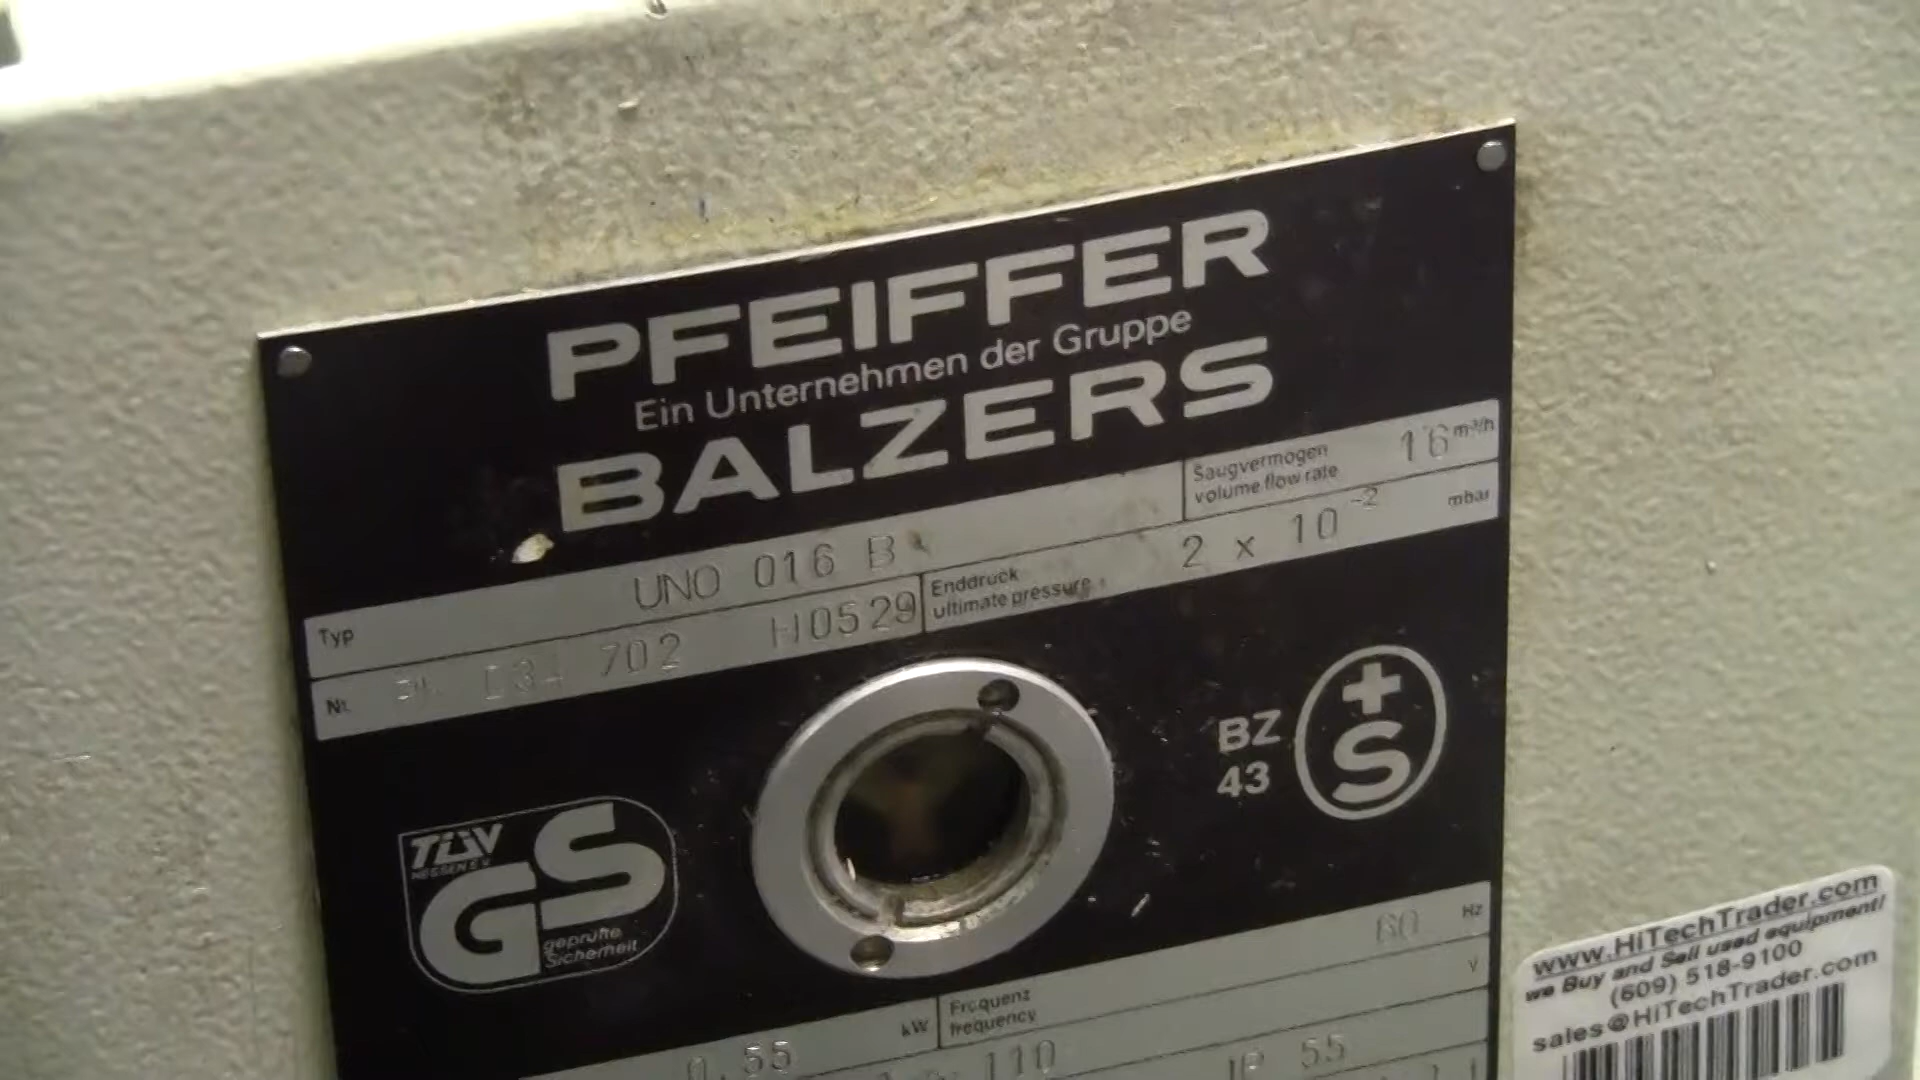 PFEIFFER
Ein Unternehmen der Gruppe
BALZERS
Typ UNO 016 B
Saugvermögen
volume flow rate 16 m³/h
Nr. 702 H0529
Enddruck
ultimate pressure 2 x 10⁻² mbar
BZ
43
+
S
TÜV
HESSEN E.V.
GS
geprüfte
Sicherheit
0,55 kW
Frequenz
frequency 60 Hz
V
110
IP 55
www.HiTechTrader.com
we Buy and Sell used equipment!
(609) 518-9100
sales@HiTechTrader.com